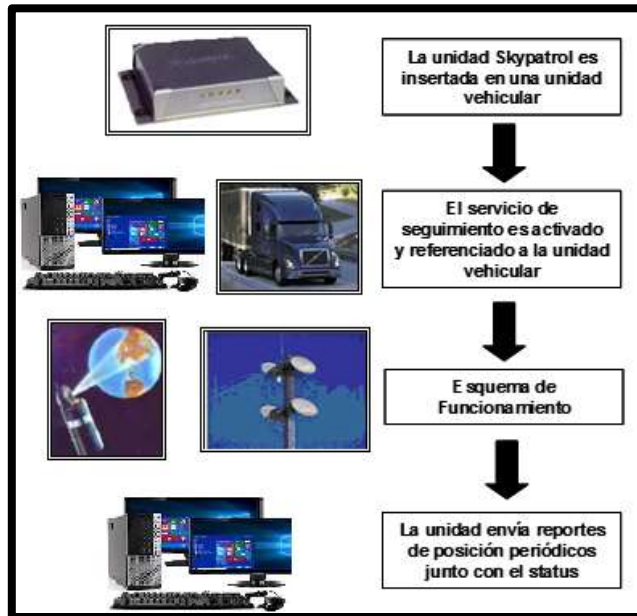 La unidad Skypatrol es
insertada en una unidad
vehicular
El servicio de
seguimiento es activado
y referenciado a la unidad
vehicular
Esquema de
Funcionamiento
La unidad envía reportes
de posición periódicos
junto con el status